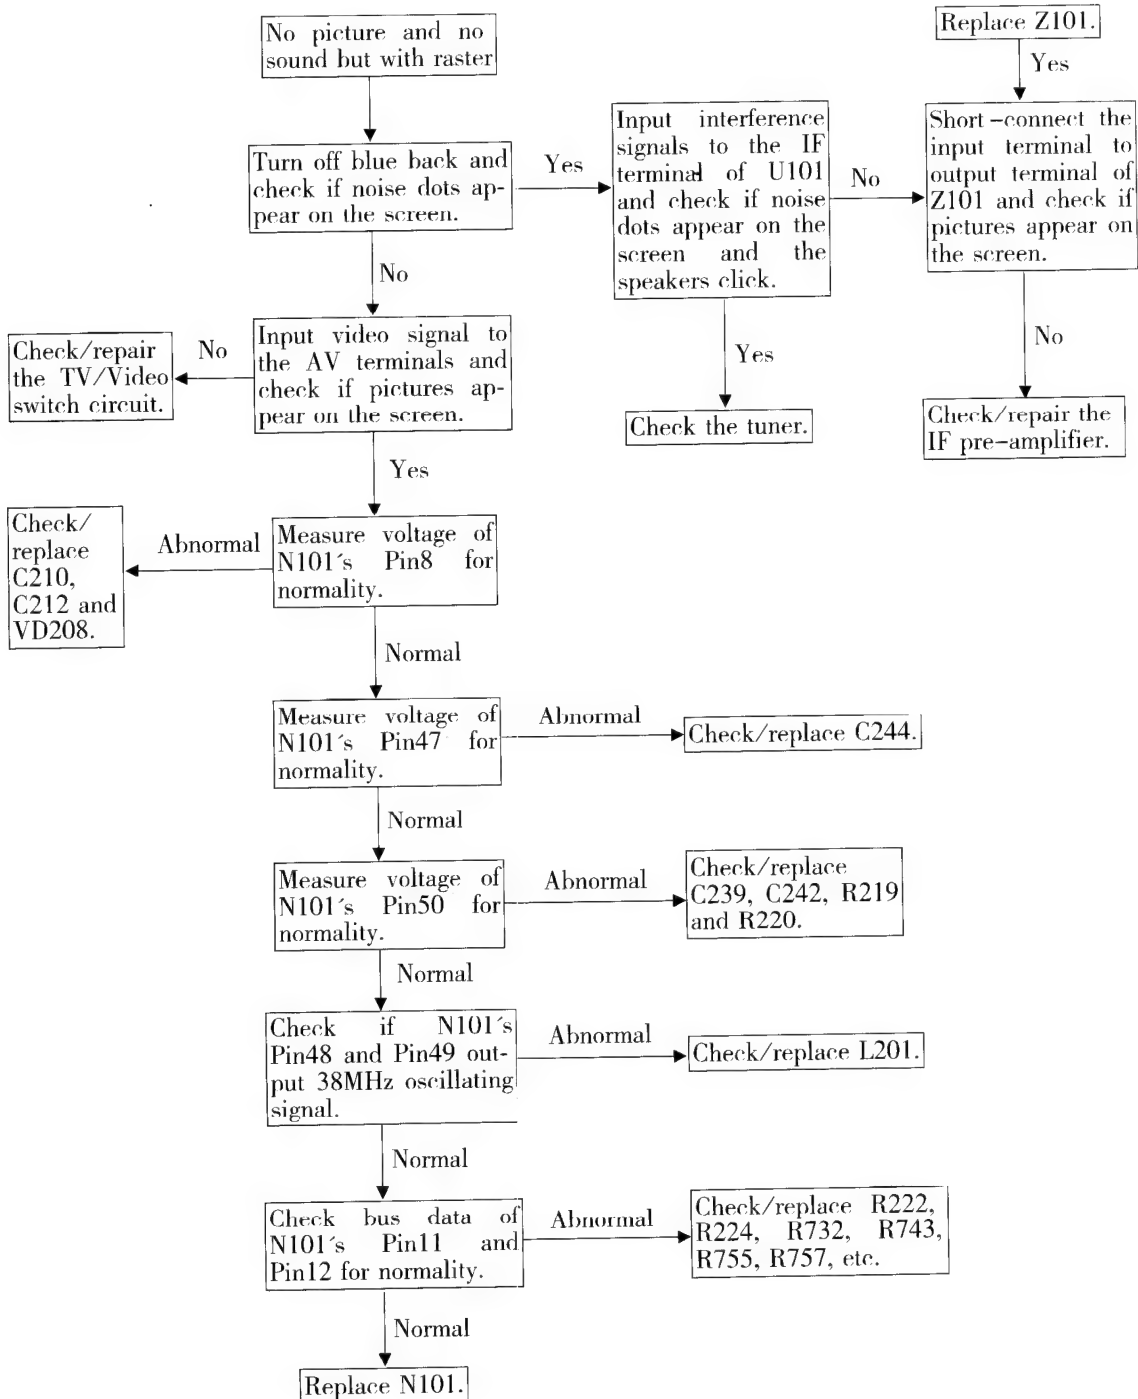 No picture and no
sound but with raster
Replace Z101.
Yes
Turn off blue back and
check if noise dots ap-
pear on the screen.
Yes
Input interference
signals to the IF
terminal of U101
and check if noise
dots appear on the
screen and the
speakers click.
No
Short-connect the
input terminal to
output terminal of
Z101 and check if
pictures appear on
the screen.
No
Yes
No
Check/repair
the TV/Video
switch circuit.
No
Input video signal to
the AV terminals and
check if pictures ap-
pear on the screen.
Check the tuner.
Check/repair the
IF pre-amplifier.
Yes
Check/
replace
C210,
C212 and
VD208.
Abnormal
Measure voltage of
N101's Pin8 for
normality.
Normal
Measure voltage of
N101's Pin47 for
normality.
Abnormal
Check/replace C244.
Normal
Measure voltage of
N101's Pin50 for
normality.
Abnormal
Check/replace
C239, C242, R219
and R220.
Normal
Check if N101's
Pin48 and Pin49 out-
put 38MHz oscillating
signal.
Abnormal
Check/replace L201.
Normal
Check bus data of
N101's Pin11 and
Pin12 for normality.
Abnormal
Check/replace R222,
R224, R732, R743,
R755, R757, etc.
Normal
Replace N101.